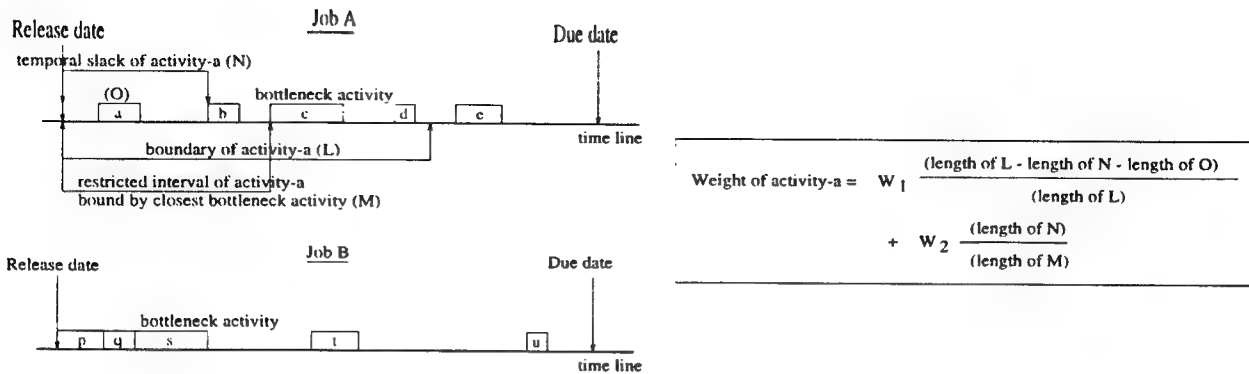 Job A
Release date
Due date
temporal slack of activity-a (N)
(O)
bottleneck activity
a b c d e
time line
boundary of activity-a (L)
restricted interval of activity-a
bound by closest bottleneck activity (M)
Job B
Release date
Due date
bottleneck activity
p q s t u
time line
Weight of activity-a = W 1 (length of L - length of N - length of O)
(length of L)
+ W 2 (length of N)
(length of M)